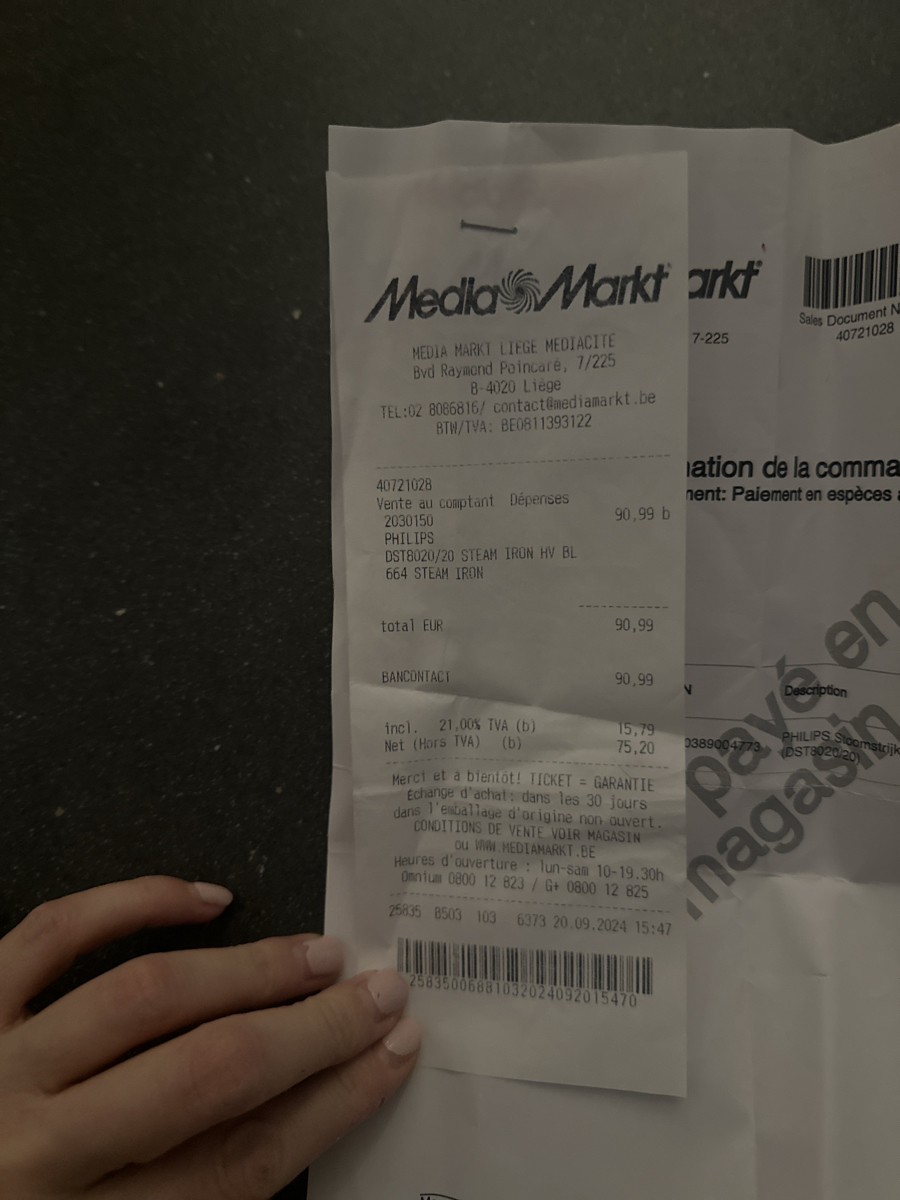 Media Markt
MEDIA MARKT LIEGE MEDIACITE
Bvd Raymond Poincaré, 7/225
B-4020 Liège
TEL:02 8086816/ contact@mediamarkt.be
BTW/TVA: BE0811393122
40721028
Vente au comptant Dépenses
2030150 90,99 b
PHILIPS
DST8020/20 STEAM IRON HV BL
664 STEAM IRON
total EUR 90,99
BANCONTACT 90,99
incl. 21,00% TVA (b) 15,79
Net (Hors TVA) (b) 75,20
Merci et à bientôt! TICKET = GARANTIE
Echange d'achat: dans les 30 jours
dans l'emballage d'origine non ouvert.
CONDITIONS DE VENTE VOIR MAGASIN
ou WWW.MEDIAMARKT.BE
Heures d'ouverture : lun-sam 10-19.30h
Omnium 0800 12 823 / G+ 0800 12 825
25835 8503 103 6373 20.09.2024 15:47
25835006881032024092015470
arkt
Sales Document N
40721028
7-225
ation de la comma
nent: Paiement en espèces a
payé en
magasin
N Description
0389004773 PHILIPS Stoomstrijk
(DST8020/20)